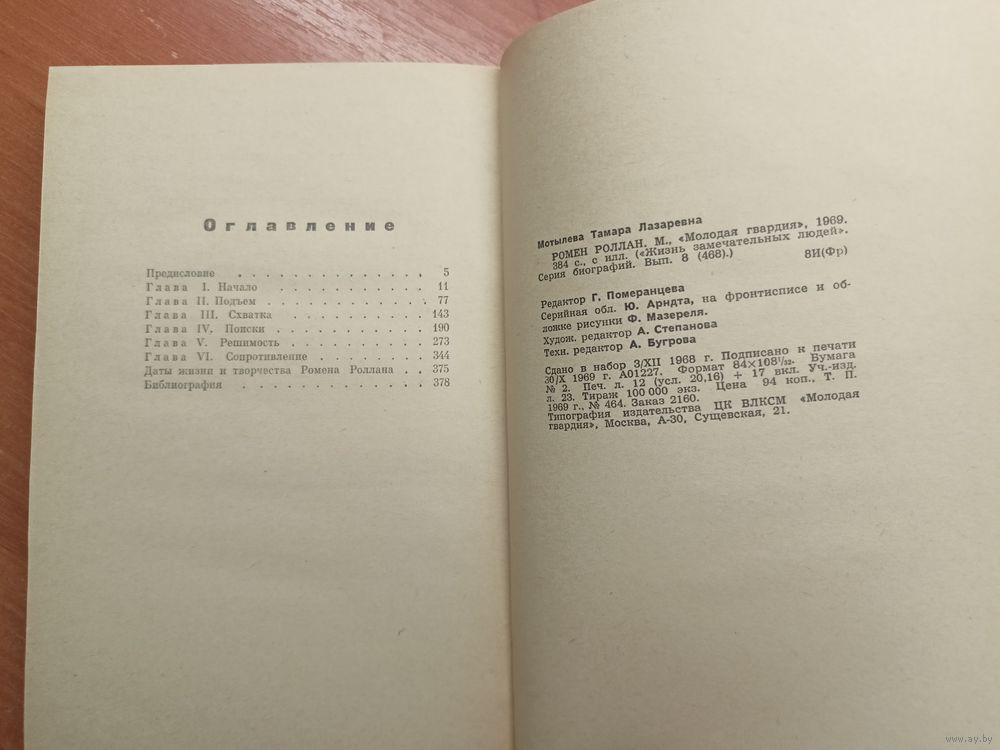 Оглавление
Предисловие . . . . . . . . . . . 5
Глава I. Начало . . . . . . . . . . 11
Глава II. Подъем . . . . . . . . . . 77
Глава III. Схватка . . . . . . . . . 143
Глава IV. Поиски . . . . . . . . . . 190
Глава V. Решимость . . . . . . . . . 273
Глава VI. Сопротивление . . . . . . . 344
Даты жизни и творчества Ромена Роллана . . 375
Библиография . . . . . . . . . . . 378
Мотылева Тамара Лазаревна
РОМЕН РОЛЛАН. М., «Молодая гвардия», 1969.
384 с., с илл. («Жизнь замечательных людей».
Серия биографий. Вып. 8 (468).) 8И(Фр)
Редактор Г. Померанцева
Серийная обл. Ю. Арндта, на фронтисписе и об-
ложке рисунки Ф. Мазереля.
Худож. редактор А. Степанова
Техн. редактор А. Бугрова
Сдано в набор 3/XII 1968 г. Подписано к печати
30/X 1969 г. А01227. Формат 84×108¹/₃₂. Бумага
№ 2. Печ. л. 12 (усл. 20,16) + 17 вкл. Уч.-изд.
л. 23. Тираж 100 000 экз. Цена 94 коп., Т. П.
1969 г., № 464. Заказ 2160.
Типография издательства ЦК ВЛКСМ «Молодая
гвардия», Москва, А-30, Сущевская, 21.
www.ay.by